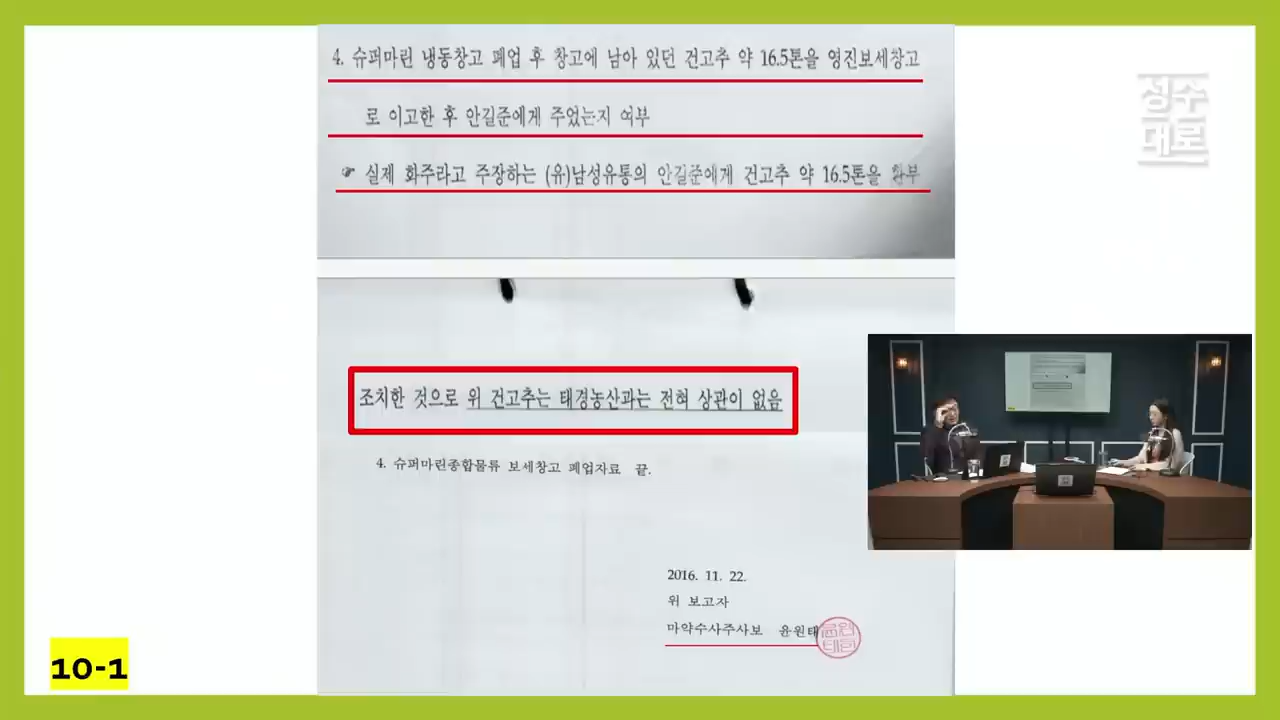 4. 슈퍼마린 냉동창고 폐업 후 창고에 남아 있던 건고추 약 16.5톤을 영진보세창고
로 이고한 후 안길준에게 주었는지 여부
☞ 실제 화주라고 주장하는 (유)남성유통의 안길준에게 건고추 약 16.5톤을 환부
성수
대로
조치한 것으로 위 건고추는 태경농산과는 전혀 상관이 없음
4. 슈퍼마린종합물류 보세창고 폐업자료 끝.
2016. 11. 22.
위 보고자
마약수사주사보 윤원태
10-1